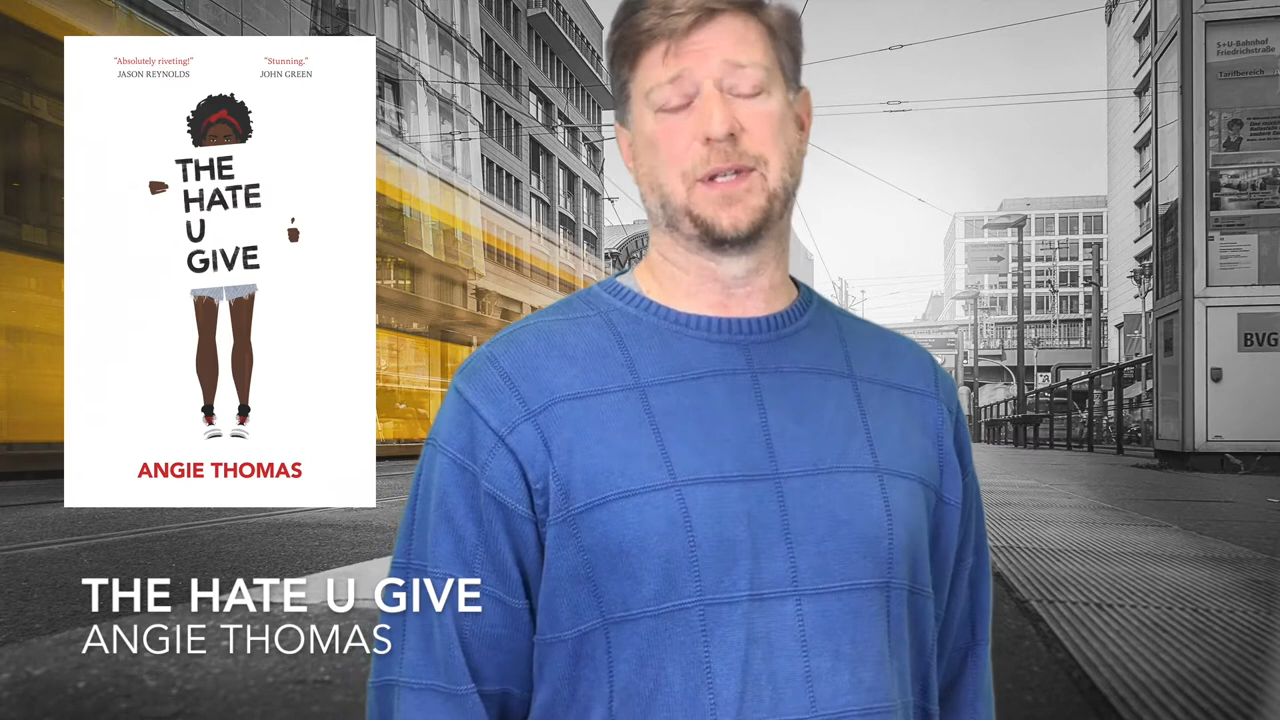 "Absolutely riveting!"
JASON REYNOLDS
"Stunning."
JOHN GREEN
THE
HATE
U
GIVE
ANGIE THOMAS
THE HATE U GIVE
ANGIE THOMAS
S+U-Bahnhof
Friedrichstraße
Tarifbereich
BVG